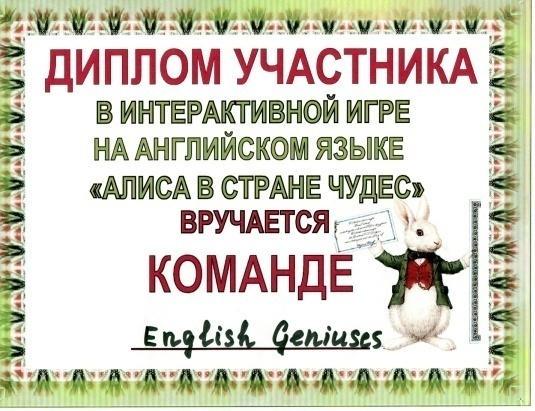 ДИПЛОМ УЧАСТНИКА
В ИНТЕРАКТИВНОЙ ИГРЕ
НА АНГЛИЙСКОМ ЯЗЫКЕ
«АЛИСА В СТРАНЕ ЧУДЕС»
ВРУЧАЕТСЯ
КОМАНДЕ
English Geniuses